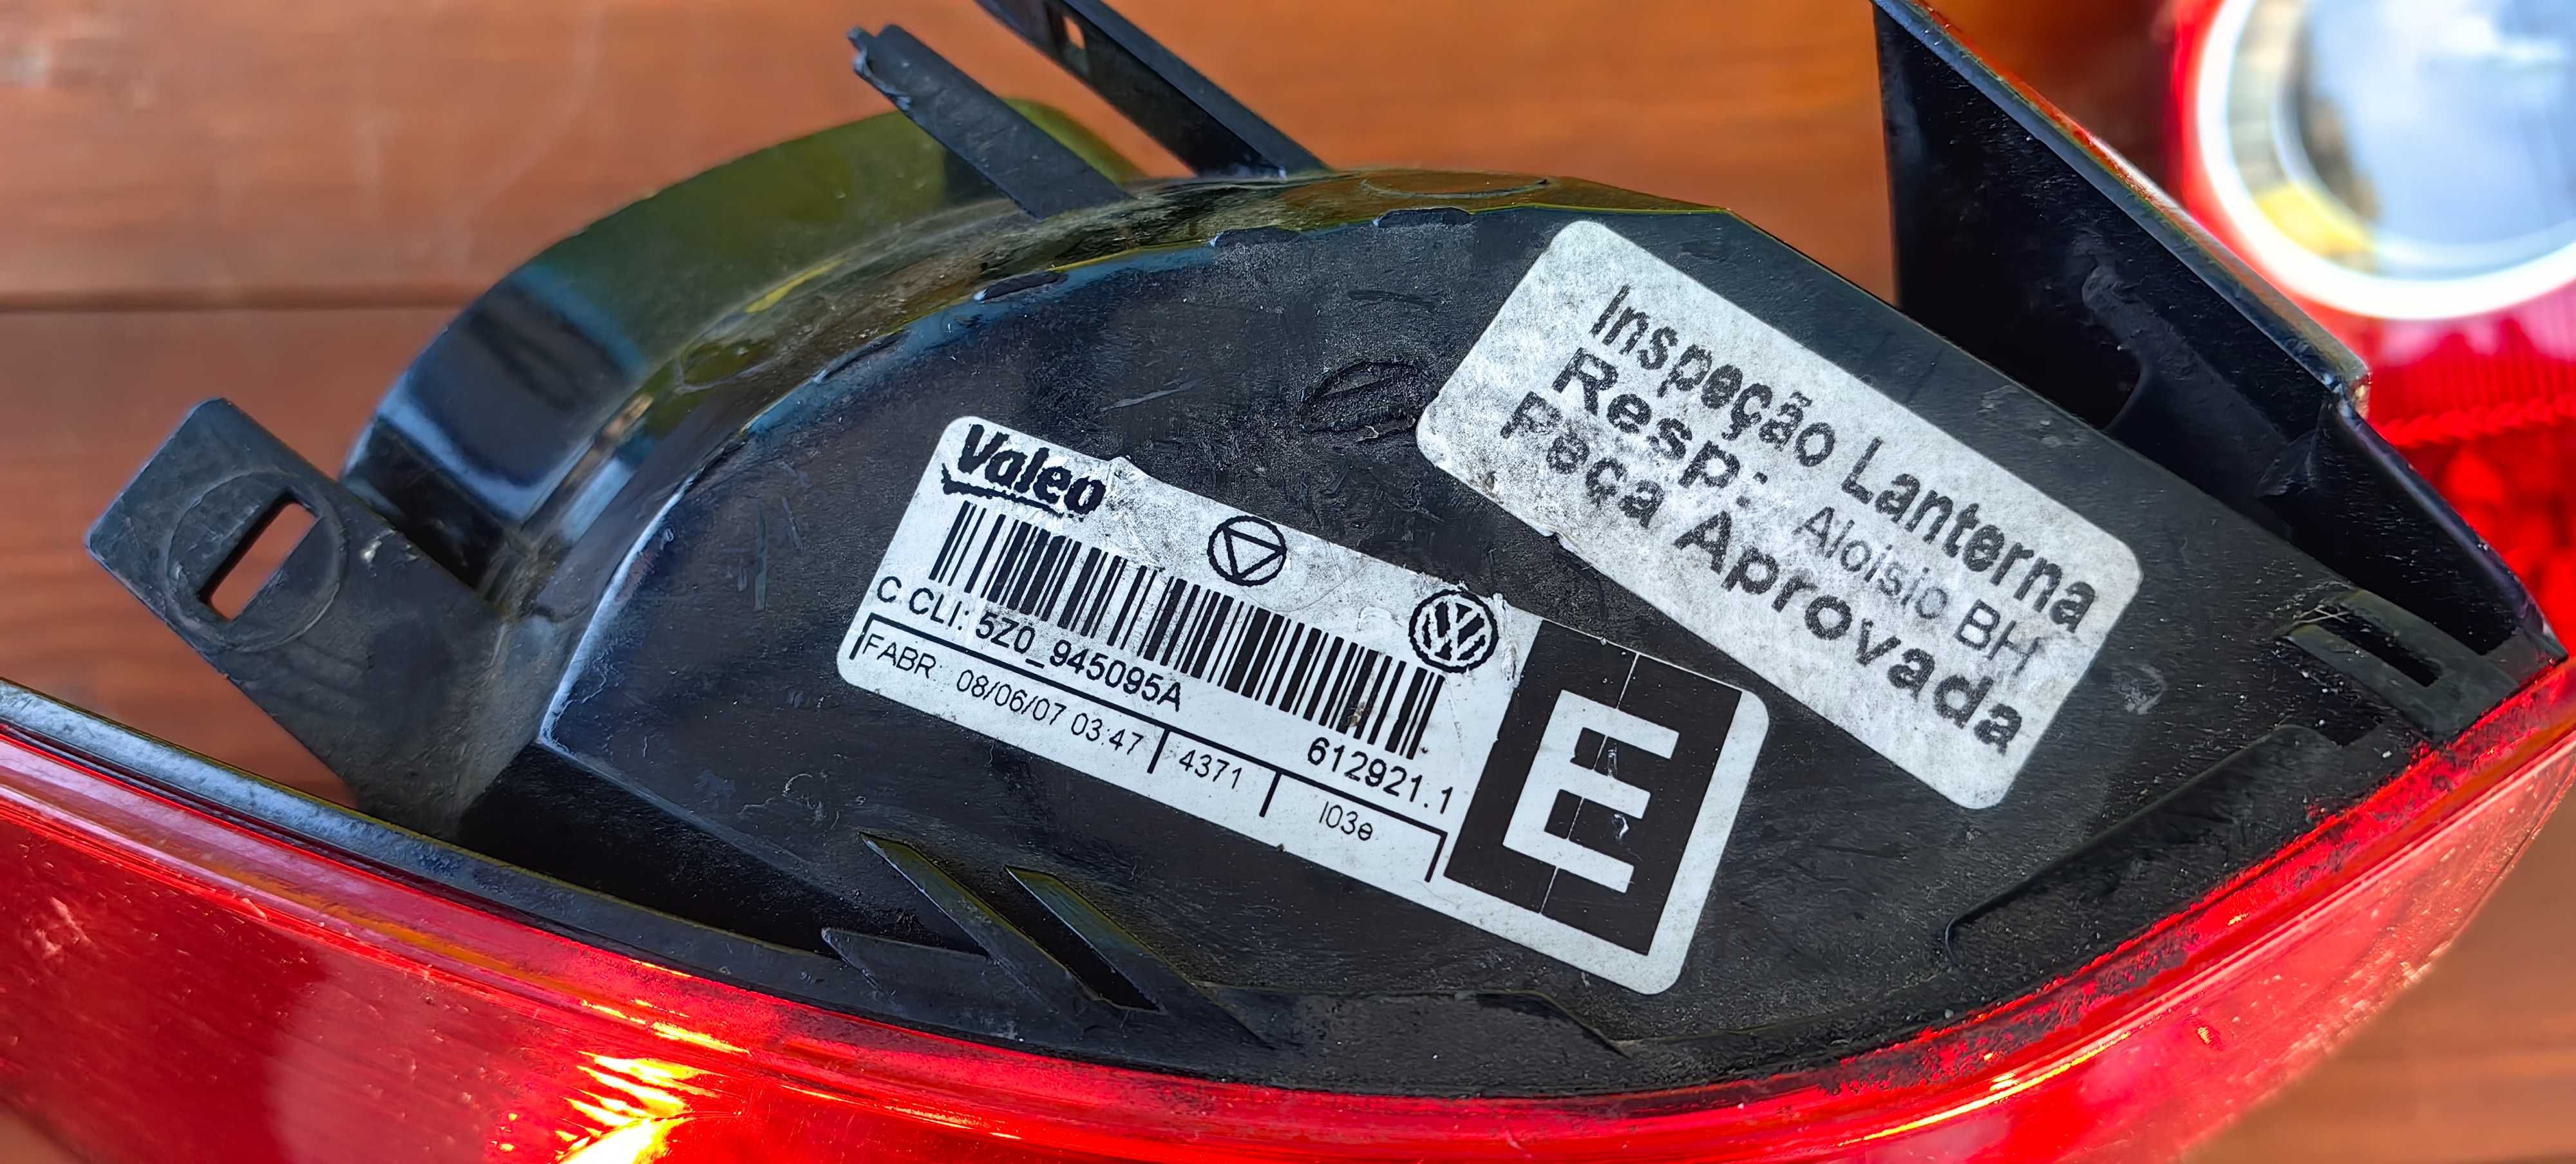 Valeo
C.CLI: 5Z0_945095A
612921.1
FABR: 08/06/07 03:47 4371 I03e
E
Inspeção Lanterna
Resp: Aloisio BH
Peça Aprovada